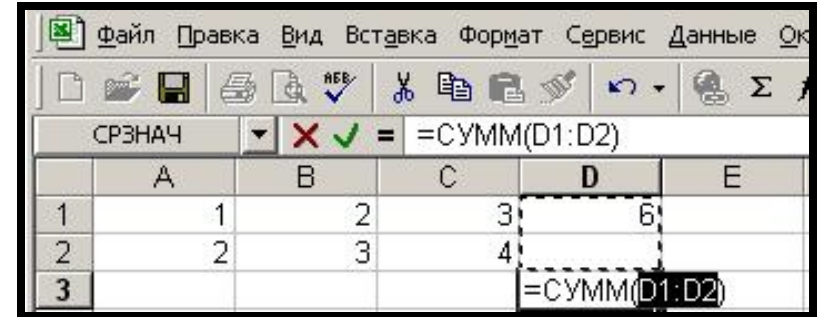 Файл Правка Вид Вставка Формат Сервис Данные
СРЗНАЧ = =СУММ(D1:D2)
A B C D E
1 1 2 3 6
2 2 3 4
3 =СУММ(D1:D2)